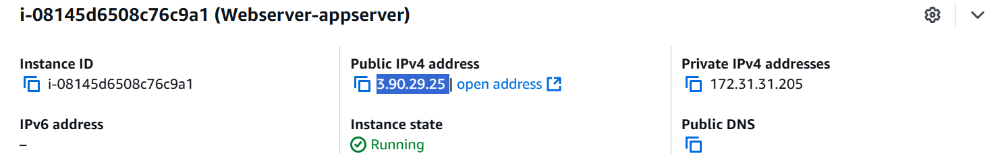 i-08145d6508c76c9a1 (Webserver-appserver)
Instance ID
i-08145d6508c76c9a1
Public IPv4 address
3.90.29.25 | open address
Private IPv4 addresses
172.31.31.205
IPv6 address
–
Instance state
Running
Public DNS